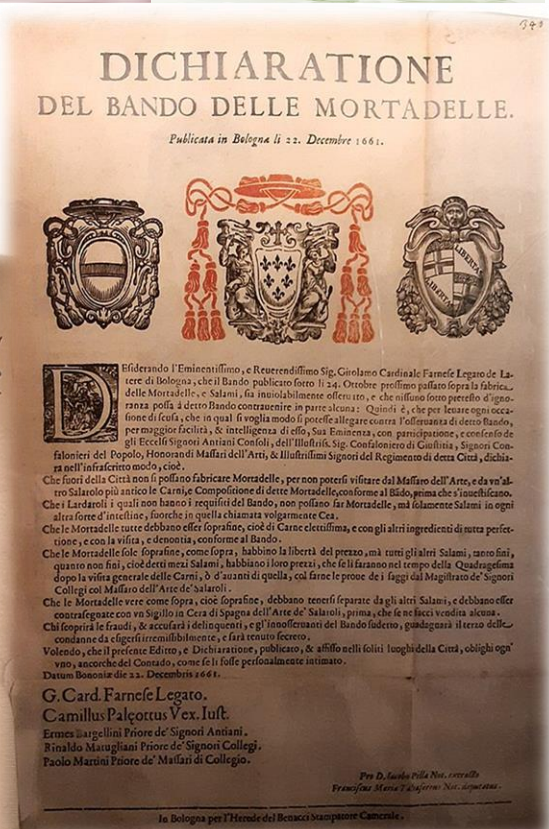 340
DICHIARATIONE
DEL BANDO DELLE MORTADELLE.
Publicata in Bologna li 22. Decembre 1661.
LIBERTAS
LIBERTAS
DEsiderando l'Eminentissimo, e Reuerendissimo Sig. Girolamo Cardinale Farnese Legato de La-
tere di Bologna, che il Bando publicato sotto li 24. Ottobre prossimo passato sopra la fabrica
delle Mortadelle, e Salami, sia inuiolabilmente osseruato, e che nissuno sotto pretesto d'igno-
ranza possa à detto Bando contrauenire in parte alcuna: Quindi è, che per leuare ogni occa-
sione di scusa, che in qual si voglia modo si potesse allegare contra l'osseruanza di detto Bando,
per maggior facilità, & intelligenza di esso, Sua Eminenza, con participatione, e consenso de
gli Eccelsi Signori Antiani Consoli, dell'Illustriss. Sig. Confaloniero di Giustitia, Signori Con-
falonieri del Popolo, Honorandi Massari dell'Arti, & Illustrissimi Signori del Regimento di detta Città, dichia-
ra nell'infrascritto modo, cioè.
Che fuori della Città non si possano fabricare Mortadelle, per non potersi visitare dal Massaro dell'Arte, e da vn'al-
tro Salarolo più antico le Carni, e Compositione di dette Mortadelle, conforme al Bãdo, prima che s'inuestiscano.
Che i Lardaroli i quali non hanno i requisiti del Bando, non possano far Mortadelle, mà solamente Salami in ogni
altra sorte d'intestine, fuorche in quella chiamata volgarmente Cea.
Che le Mortadelle tutte debbano esser soprafine, cioè di Carne elettissima, e con gli altri ingredienti di tutta perfet-
tione, e con la visita, e denontia, conforme al Bando.
Che le Mortadelle sole soprafine, come sopra, habbino la libertà del prezzo, mà tutti gli altri Salami, tanto fini,
quanto non fini, cioè detti mezi Salami, habbiano i loro prezzi, che se li faranno nel tempo della Quadragesima
dopo la visita generale delle Carni, ò d'auanti di quella, col farne le proue de i saggi dal Magistrato de' Signori
Collegi col Massaro dell'Arte de' Salaroli.
Che le Mortadelle vere come sopra, cioè soprafine, debbano tenersi separate da gli altri Salami, e debbano esser
contrasegnate con vn Sigillo in Cera di Spagna dell'Arte de' Salaroli, prima, che se ne facci vendita alcuna.
Chi scoprirà le fraudi, & accusarà i delinquenti, e gl'inosseruanti del Bando sudetto, guadagnarà il terzo delle
condanne da esigersi irremisibilmente, e sarà tenuto secreto.
Volendo, che il presente Editto, e Dichiaratione, publicato, & affisso nelli soliti luoghi della Città, oblighi ogn'
vno, ancorche del Contado, come se li fosse personalmente intimato.
Datum Bononiæ die 22. Decembris 1661.
G. Card. Farnese Legato.
Camillus Paleottus Vex. Iust.
Ermes Bargellini Priore de' Signori Antiani.
Rinaldo Matugliani Priore de' Signori Collegi.
Paolo Martini Priore de' Massari di Collegio.
Pro D. Iacobo Not.
Franciscus Maria Not. deputatus.
In Bologna per l'Herede del Benacci Stampatore Camerale.